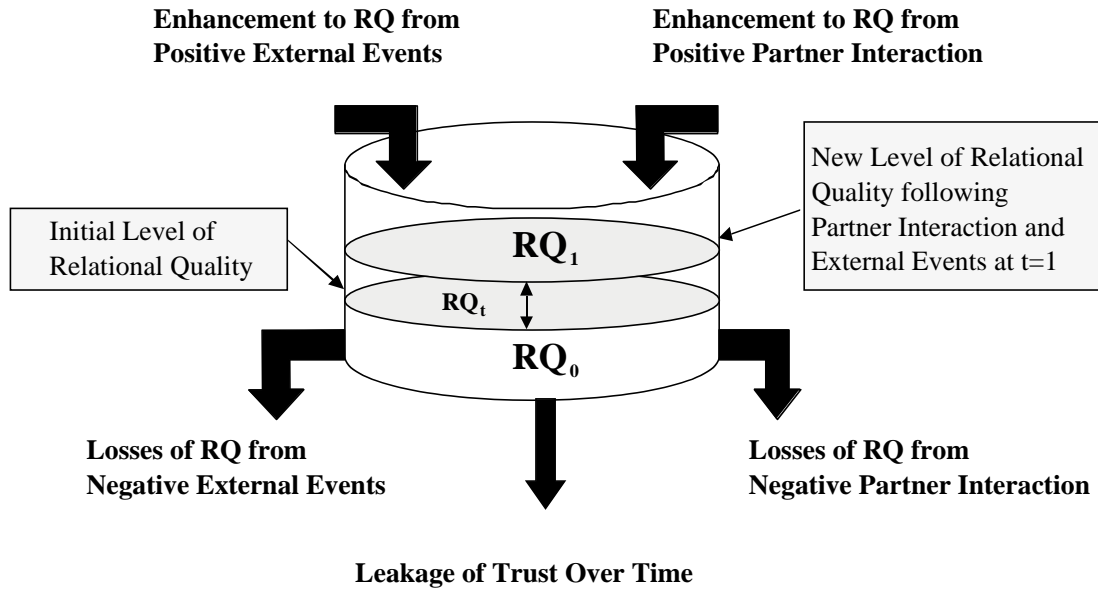 Enhancement to RQ from
Positive External Events
Enhancement to RQ from
Positive Partner Interaction
New Level of Relational
Quality following
Partner Interaction and
External Events at t=1
Initial Level of
Relational Quality
RQ₁
RQₜ
RQ₀
Losses of RQ from
Negative External Events
Losses of RQ from
Negative Partner Interaction
Leakage of Trust Over Time